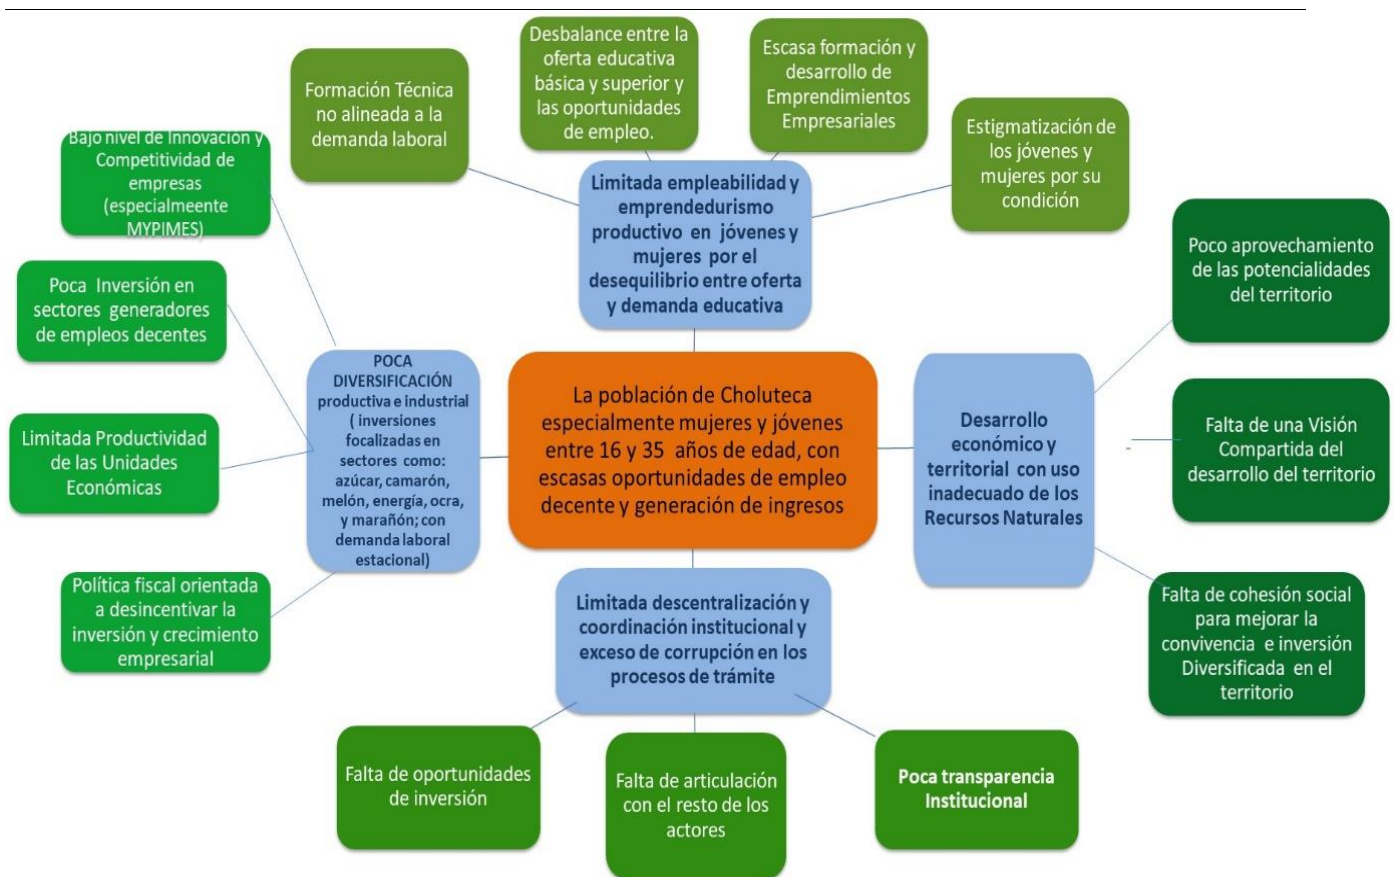 Desbalance entre la
oferta educativa
básica y superior y
las oportunidades
de empleo.
Escasa formación y
desarrollo de
Emprendimientos
Empresariales
Formación Técnica
no alineada a la
demanda laboral
Estigmatización de
los jóvenes y
mujeres por su
condición
Bajo nivel de Innovación y
Competitividad de
empresas
(especialmeente
MYPIMES)
Limitada empleabilidad y
emprendedurismo
productivo en jóvenes y
mujeres por el
desequilibrio entre oferta
y demanda educativa
Poco aprovechamiento
de las potencialidades
del territorio
Poca Inversión en
sectores generadores
de empleos decentes
POCA
DIVERSIFICACIÓN
productiva e industrial
( inversiones
focalizadas en
sectores como:
azúcar, camarón,
melón, energía, ocra,
y marañón; con
demanda laboral
estacional)
La población de Choluteca
especialmente mujeres y jóvenes
entre 16 y 35 años de edad, con
escasas oportunidades de empleo
decente y generación de ingresos
Desarrollo
económico y
territorial con uso
inadecuado de los
Recursos Naturales
-
Falta de una Visión
Compartida del
desarrollo del territorio
Limitada Productividad
de las Unidades
Económicas
Política fiscal orientada
a desincentivar la
inversión y crecimiento
empresarial
Limitada descentralización y
coordinación institucional y
exceso de corrupción en los
procesos de trámite
Falta de cohesión social
para mejorar la
convivencia e inversión
Diversificada en el
territorio
Falta de oportunidades
de inversión
Falta de articulación
con el resto de los
actores
Poca transparencia
Institucional